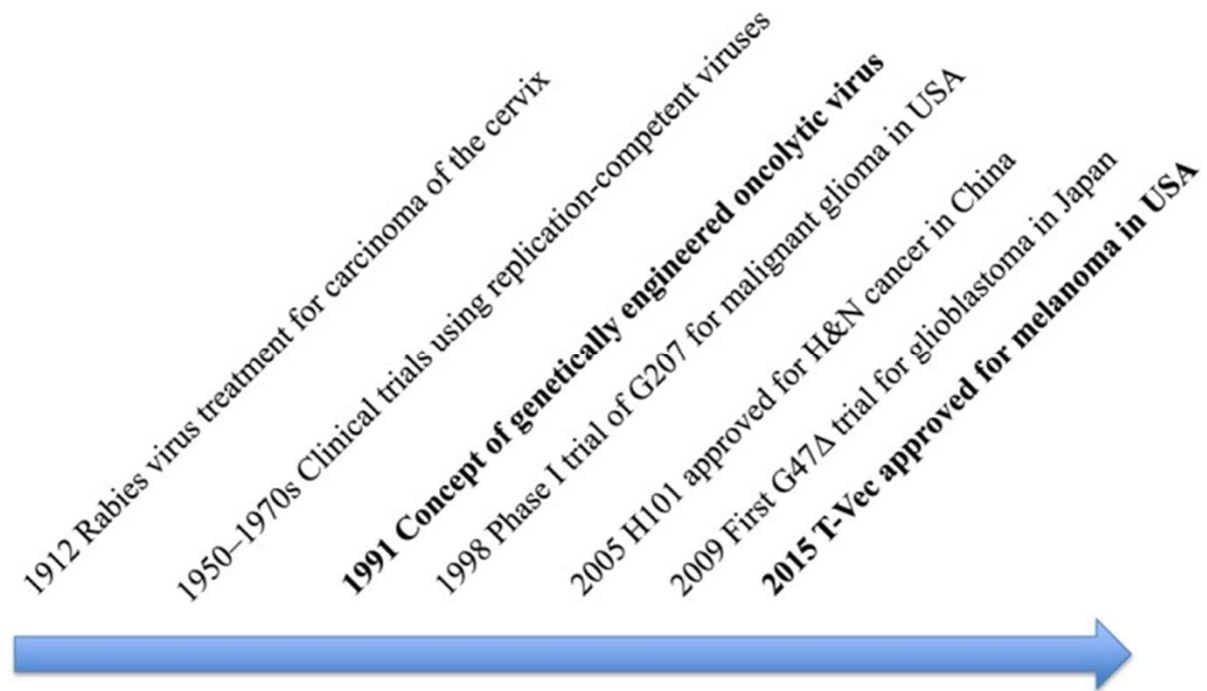 1912 Rabies virus treatment for carcinoma of the cervix
1950–1970s Clinical trials using replication-competent viruses
1991 Concept of genetically engineered oncolytic virus
1998 Phase I trial of G207 for malignant glioma in USA
2005 H101 approved for H&N cancer in China
2009 First G47Δ trial for glioblastoma in Japan
2015 T-Vec approved for melanoma in USA